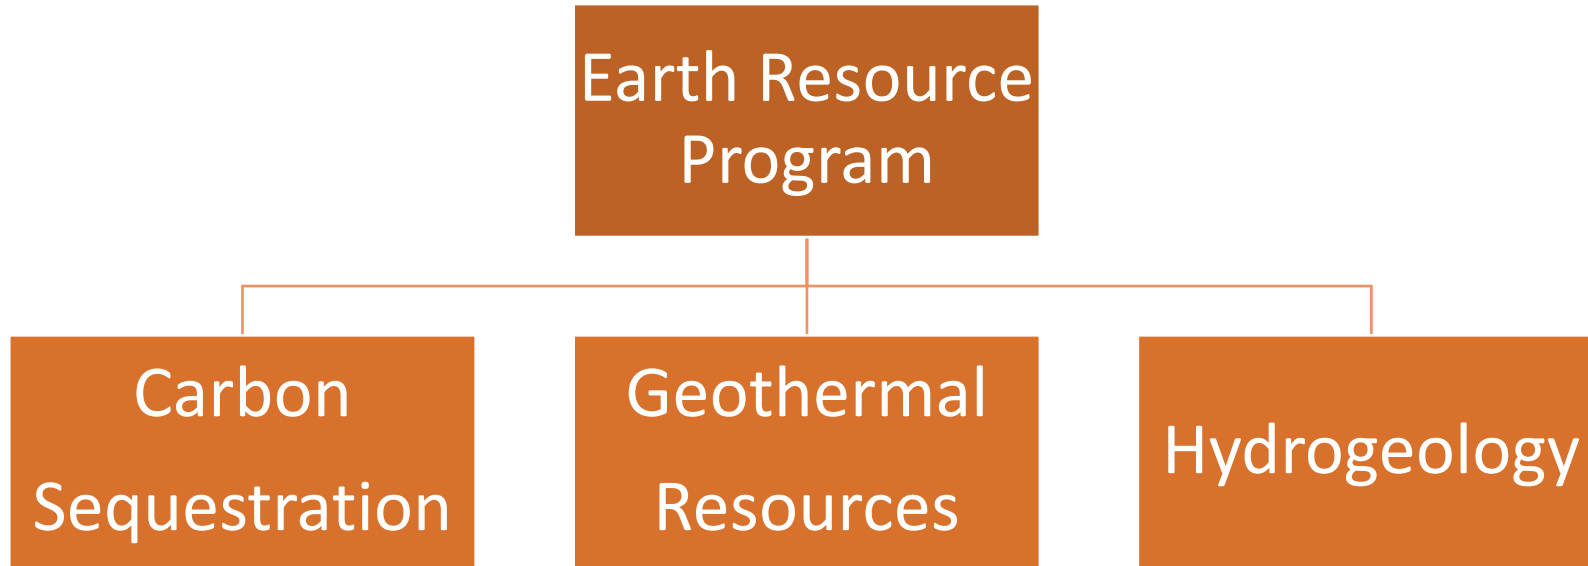 Earth Resource
Program
Carbon
Sequestration
Geothermal
Resources
Hydrogeology